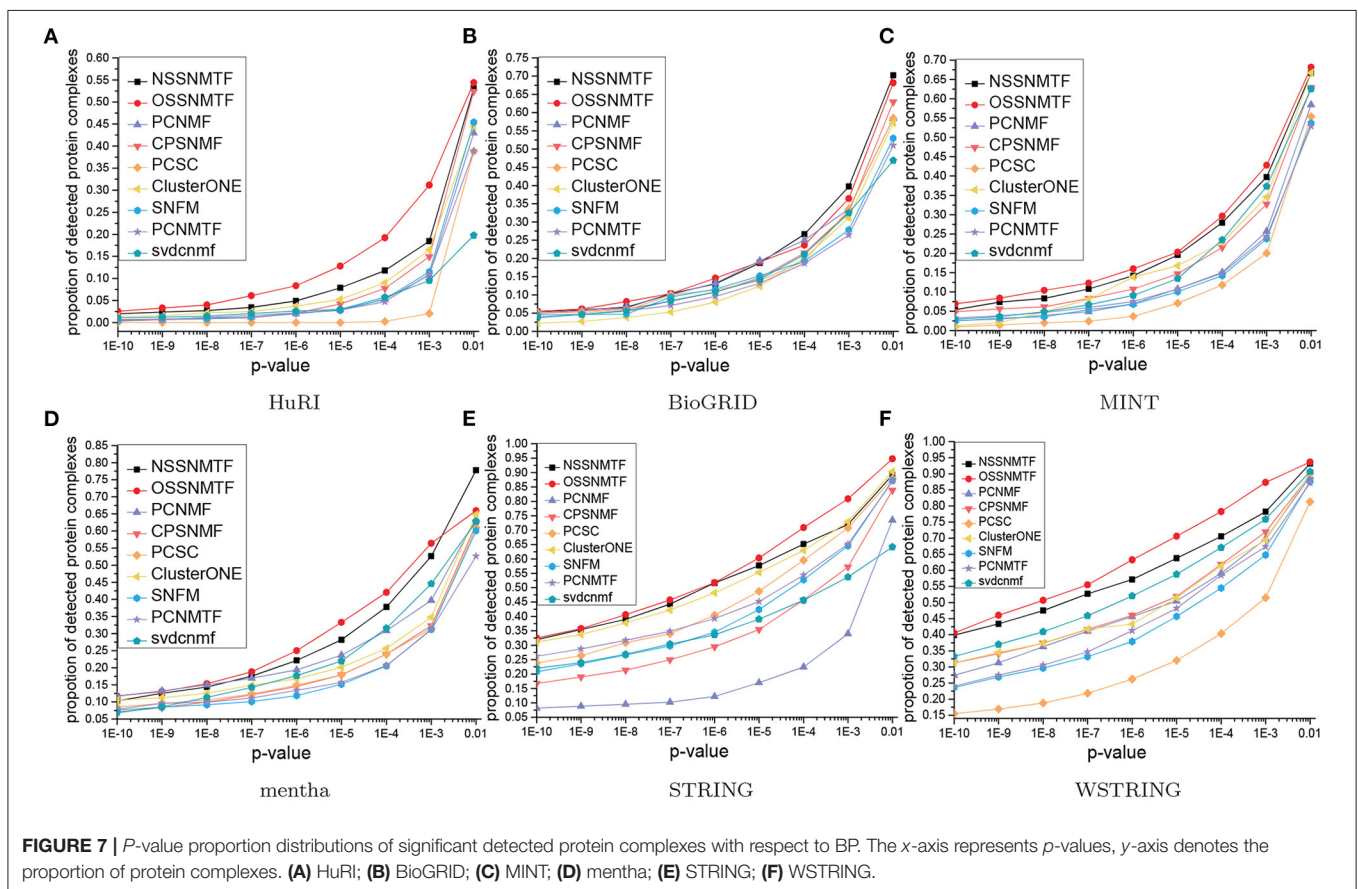 A
propotion of detected protein complexes
0.60
0.55
0.50
0.45
0.40
0.35
0.30
0.25
0.20
0.15
0.10
0.05
0.00
NSSNMTF
OSSNMTF
PCNMF
CPSNMF
PCSC
ClusterONE
SNFM
PCNMTF
svdcnmf
1E-10 1E-9 1E-8 1E-7 1E-6 1E-5 1E-4 1E-3 0.01
p-value
HuRI
B
propotion of detected protein complexes
0.80
0.75
0.70
0.65
0.60
0.55
0.50
0.45
0.40
0.35
0.30
0.25
0.20
0.15
0.10
0.05
0.00
NSSNMTF
OSSNMTF
PCNMF
CPSNMF
PCSC
ClusterONE
SNFM
PCNMTF
svdcnmf
1E-10 1E-9 1E-8 1E-7 1E-6 1E-5 1E-4 1E-3 0.01
p-value
BioGRID
C
propotion of detected protein complexes
0.70
0.65
0.60
0.55
0.50
0.45
0.40
0.35
0.30
0.25
0.20
0.15
0.10
0.05
0.00
NSSNMTF
OSSNMTF
PCNMF
CPSNMF
PCSC
ClusterONE
SNFM
PCNMTF
svdcnmf
1E-10 1E-9 1E-8 1E-7 1E-6 1E-5 1E-4 1E-3 0.01
p-value
MINT
D
propotion of detected protein complexes
0.85
0.80
0.75
0.70
0.65
0.60
0.55
0.50
0.45
0.40
0.35
0.30
0.25
0.20
0.15
0.10
0.05
NSSNMTF
OSSNMTF
PCNMF
CPSNMF
PCSC
ClusterONE
SNFM
PCNMTF
svdcnmf
1E-10 1E-9 1E-8 1E-7 1E-6 1E-5 1E-4 1E-3 0.01
p-value
mentha
E
propotion of detected protein complexes
1.00
0.95
0.90
0.85
0.80
0.75
0.70
0.65
0.60
0.55
0.50
0.45
0.40
0.35
0.30
0.25
0.20
0.15
0.10
0.05
NSSNMTF
OSSNMTF
PCNMF
CPSNMF
PCSC
ClusterONE
SNFM
PCNMTF
svdcnmf
1E-10 1E-9 1E-8 1E-7 1E-6 1E-5 1E-4 1E-3 0.01
p-value
STRING
F
propotion of detected protein complexes
1.00
0.95
0.90
0.85
0.80
0.75
0.70
0.65
0.60
0.55
0.50
0.45
0.40
0.35
0.30
0.25
0.20
0.15
NSSNMTF
OSSNMTF
PCNMF
CPSNMF
PCSC
ClusterONE
SNFM
PCNMTF
svdcnmf
1E-10 1E-9 1E-8 1E-7 1E-6 1E-5 1E-4 1E-3 0.01
p-value
WSTRING
FIGURE 7 | P-value proportion distributions of significant detected protein complexes with respect to BP. The x-axis represents p-values, y-axis denotes the
proportion of protein complexes. (A) HuRI; (B) BioGRID; (C) MINT; (D) mentha; (E) STRING; (F) WSTRING.